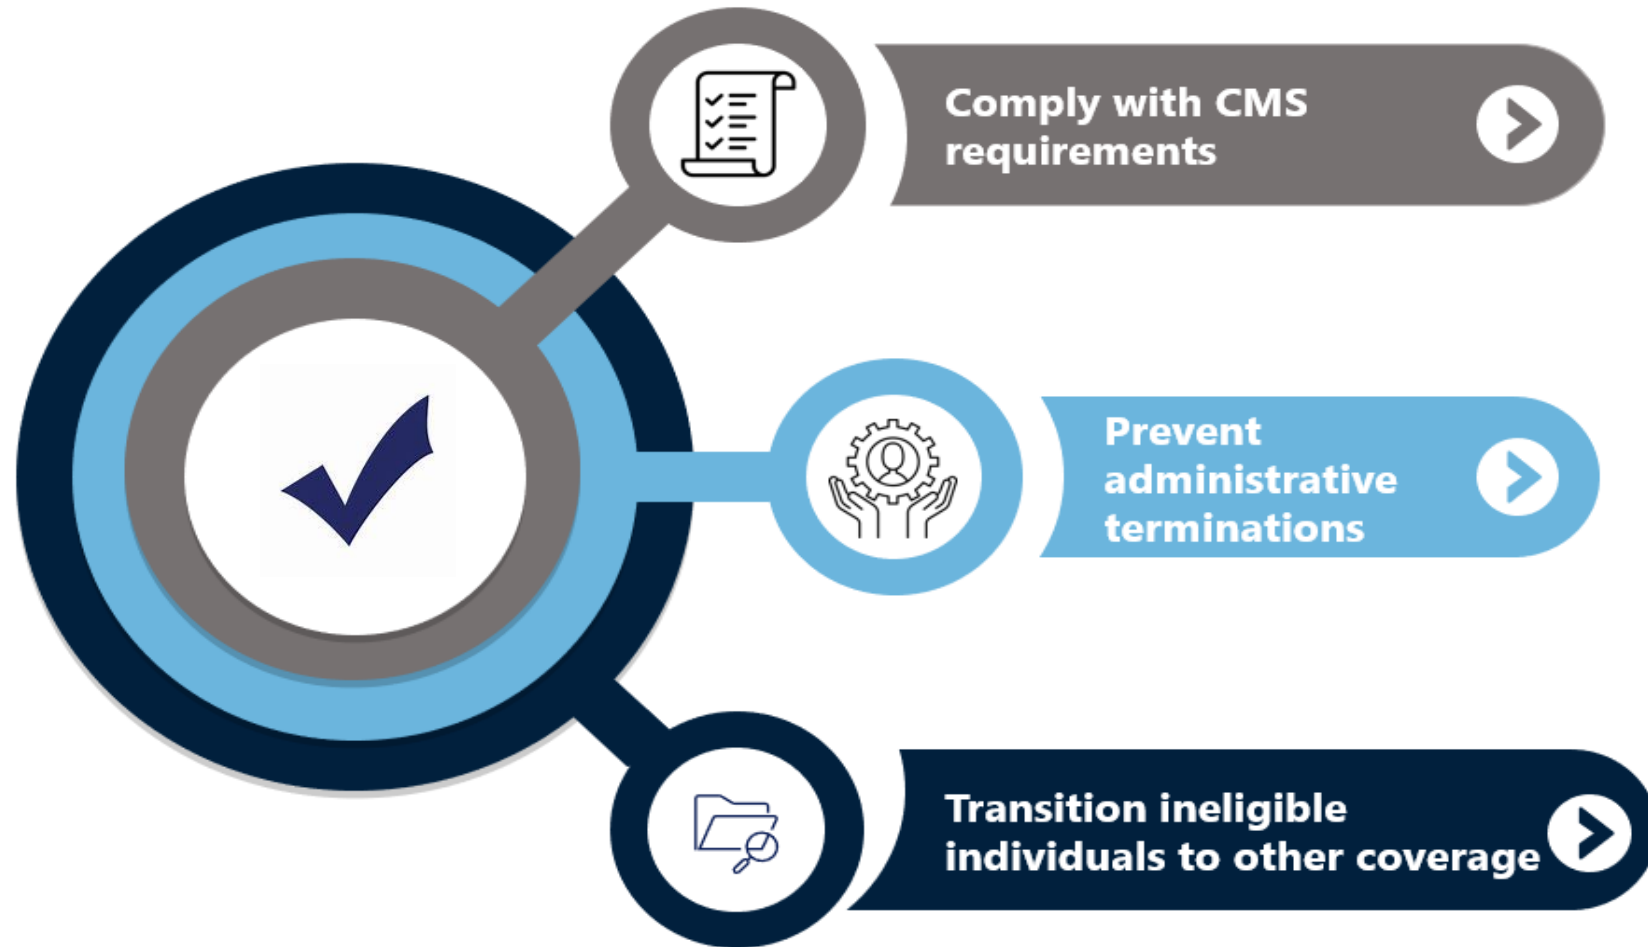 Comply with CMS
requirements
Prevent
administrative
terminations
Transition ineligible
individuals to other coverage